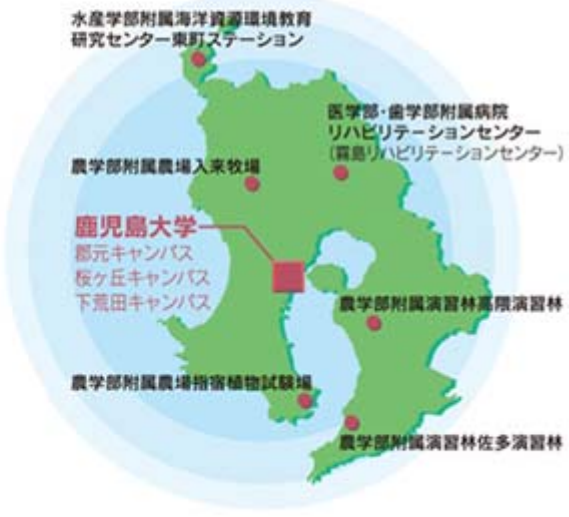 水産学部附属海洋資源環境教育
研究センター東町ステーション
医学部・歯学部附属病院
リハビリテーションセンター
(霧島リハビリテーションセンター)
農学部附属農場入来牧場
鹿児島大学
郡元キャンパス
桜ヶ丘キャンパス
下荒田キャンパス
農学部附属演習林高隈演習林
農学部附属農場指宿植物試験場
農学部附属演習林佐多演習林